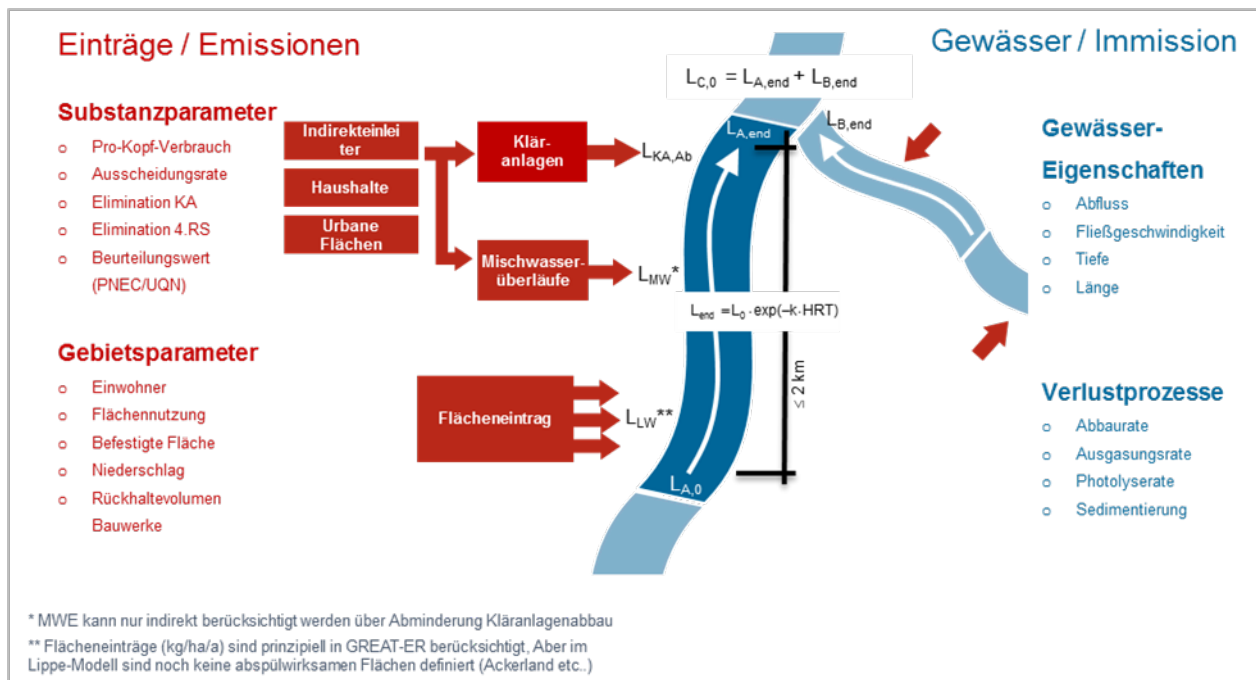 Einträge / Emissionen
Gewässer / Immission
Substanzparameter
o Pro-Kopf-Verbrauch
o Ausscheidungsrate
o Elimination KA
o Elimination 4.RS
o Beurteilungswert
(PNEC/UQN)
Gebietsparameter
o Einwohner
o Flächennutzung
o Befestigte Fläche
o Niederschlag
o Rückhaltevolumen
Bauwerke
Indirekteinlei
ter
Haushalte
Urbane
Flächen
Klär-
anlagen
Mischwasser-
überläufe
Flächeneintrag
L_KA,Ab
L_MW*
L_LW**
L_C,0 = L_A,end + L_B,end
L_A,end
L_B,end
L_end =L_0 · exp(–k·HRT)
≤ 2 km
L_A,0
Gewässer-
Eigenschaften
o Abfluss
o Fließgeschwindigkeit
o Tiefe
o Länge
Verlustprozesse
o Abbaurate
o Ausgasungsrate
o Photolyserate
o Sedimentierung
* MWE kann nur indirekt berücksichtigt werden über Abminderung Kläranlagenabbau
** Flächeneinträge (kg/ha/a) sind prinzipiell in GREAT-ER berücksichtigt, Aber im
Lippe-Modell sind noch keine abspülwirksamen Flächen definiert (Ackerland etc..)